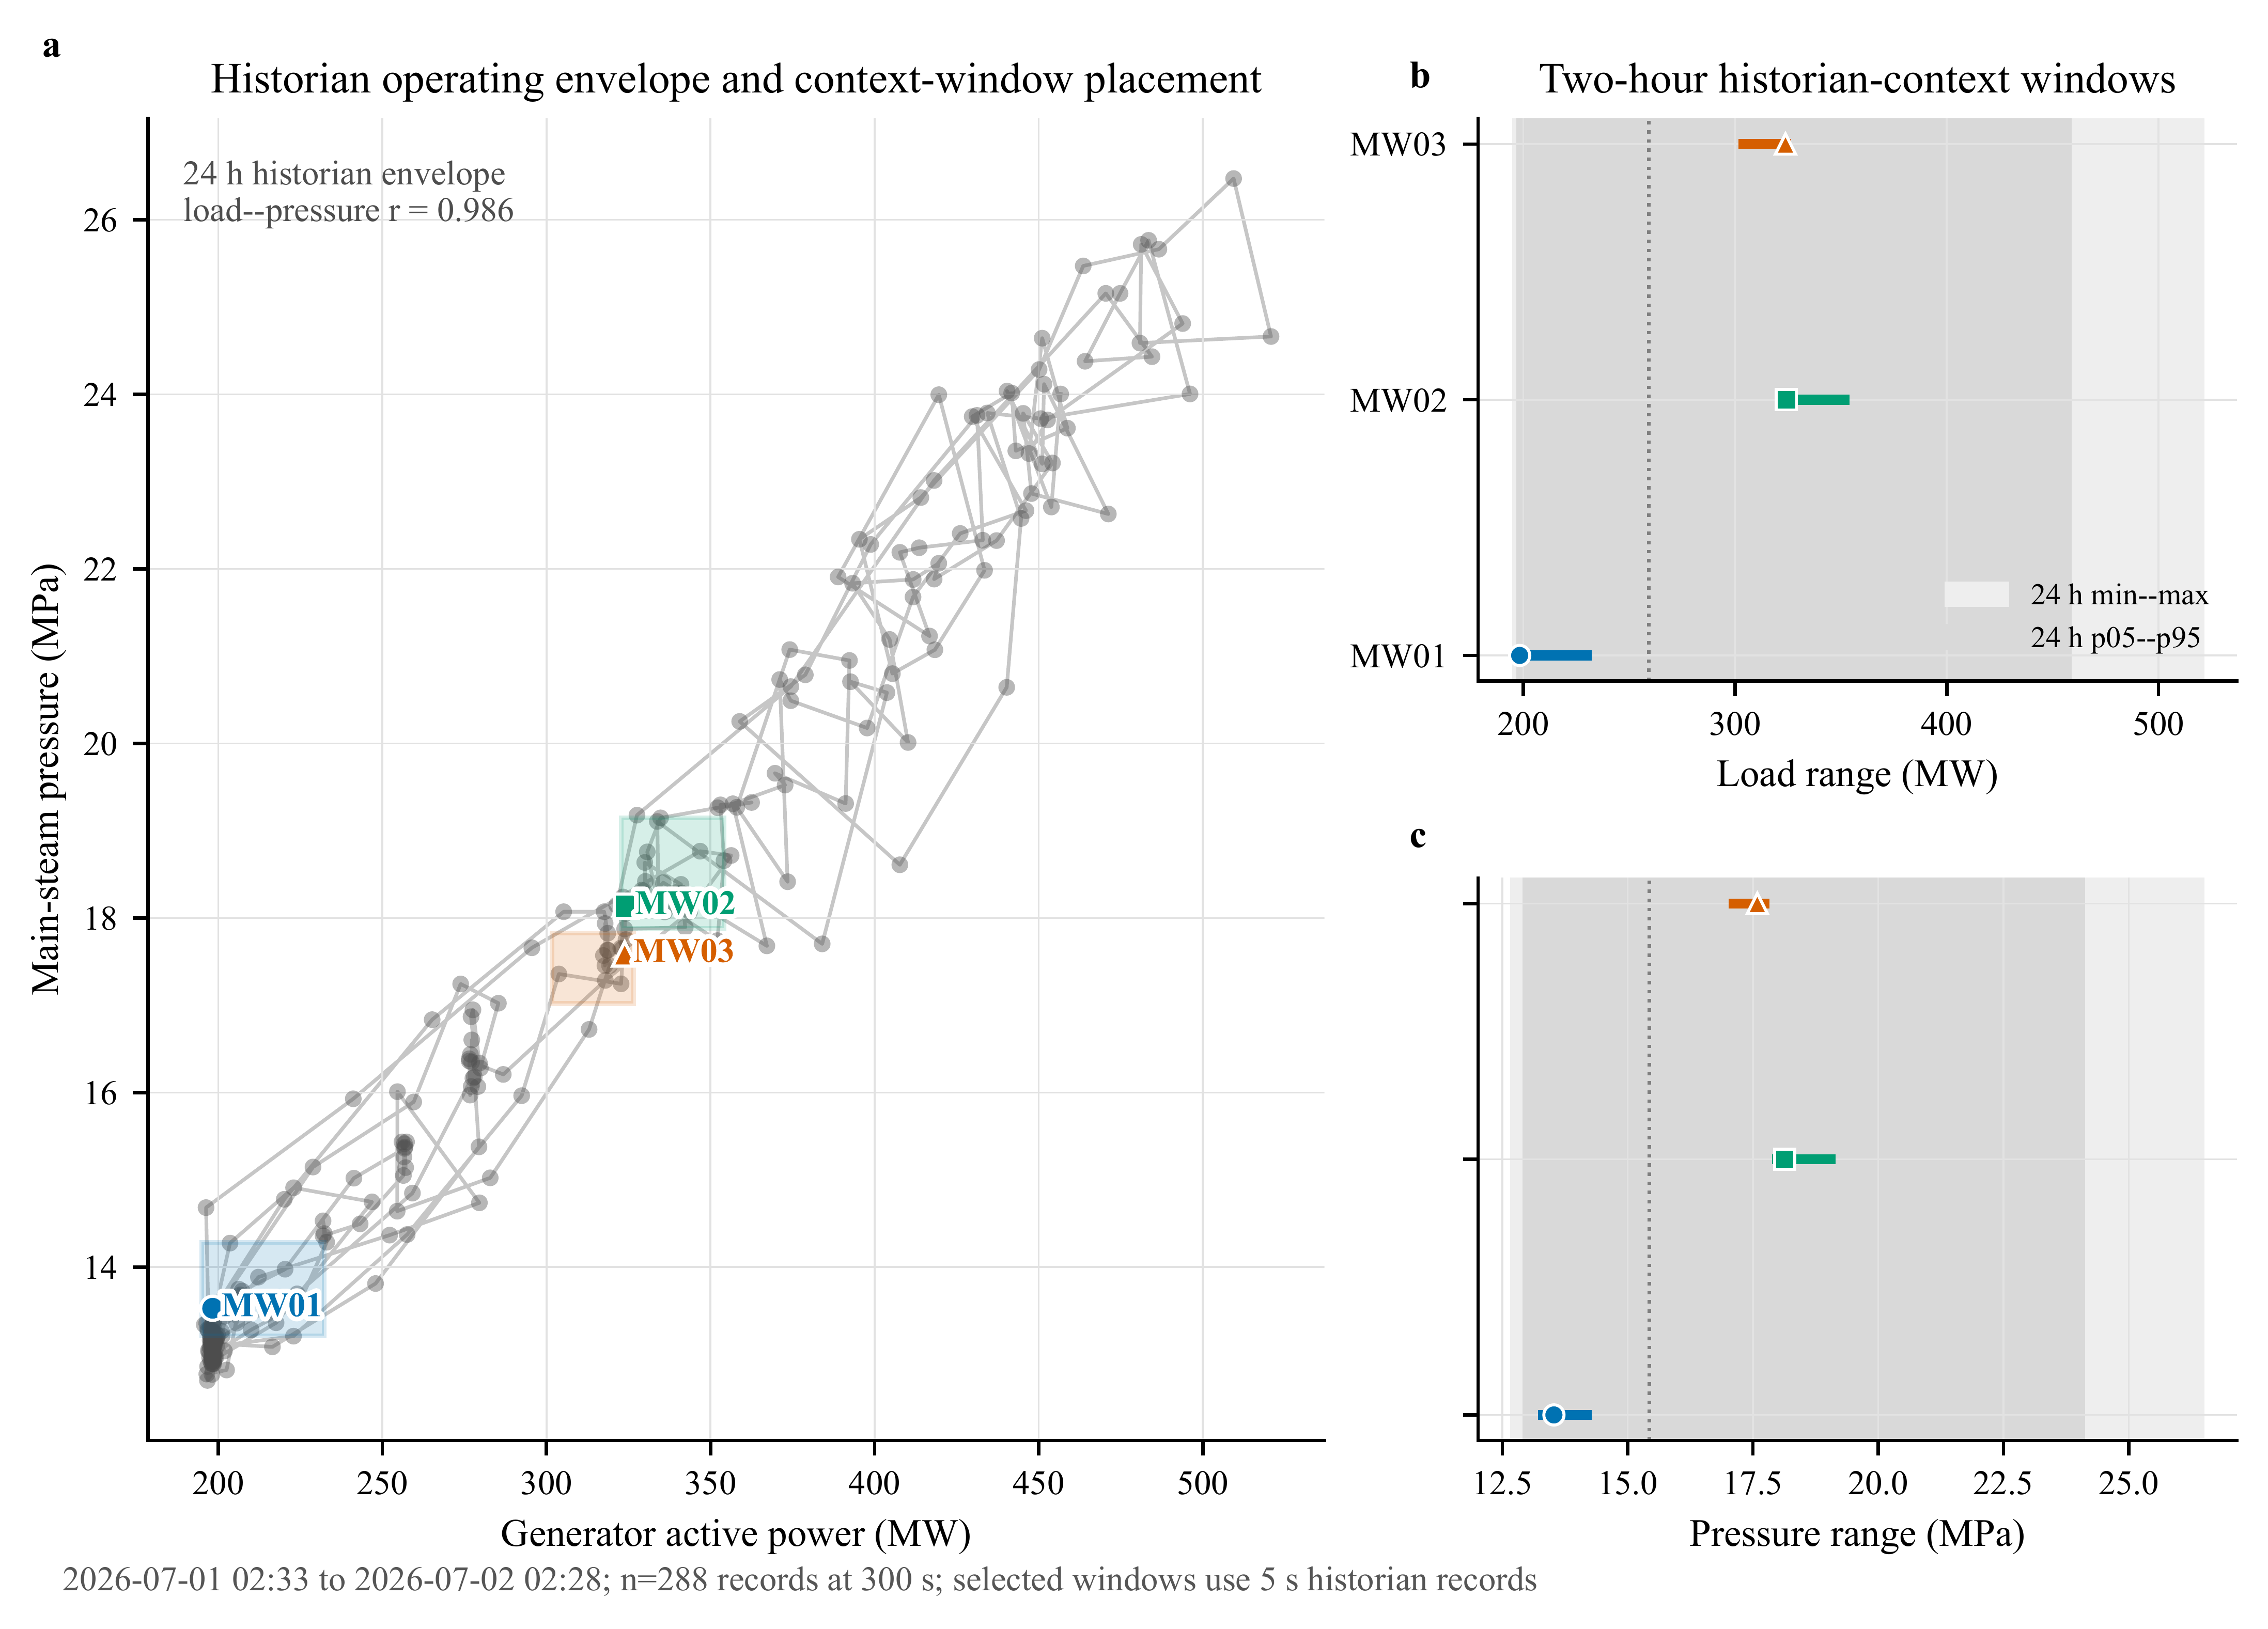 a
Historian operating envelope and context-window placement
24 h historian envelope
load--pressure r = 0.986
Main-steam pressure (MPa)
26
24
22
20
18
16
14
MW02
MW03
MW01
200 250 300 350 400 450 500
Generator active power (MW)
b
Two-hour historian-context windows
MW03
MW02
MW01
24 h min--max
24 h p05--p95
200 300 400 500
Load range (MW)
c
12.5 15.0 17.5 20.0 22.5 25.0
Pressure range (MPa)
2026-07-01 02:33 to 2026-07-02 02:28; n=288 records at 300 s; selected windows use 5 s historian records